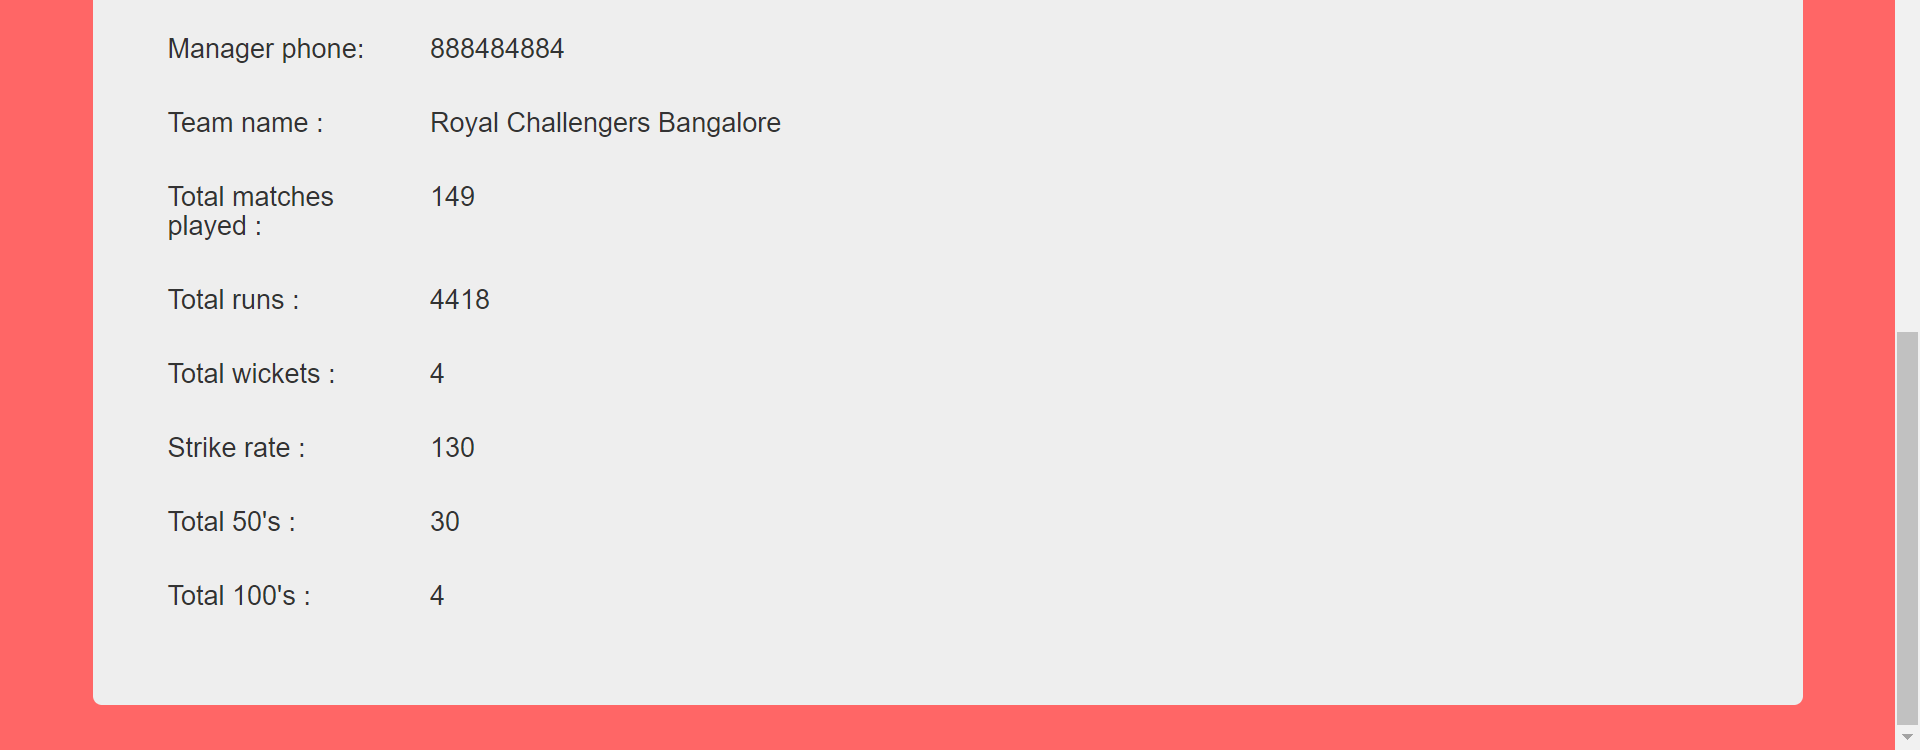 Manager phone: 888484884
Team name : Royal Challengers Bangalore
Total matches 149
played :
Total runs : 4418
Total wickets : 4
Strike rate : 130
Total 50's : 30
Total 100's : 4